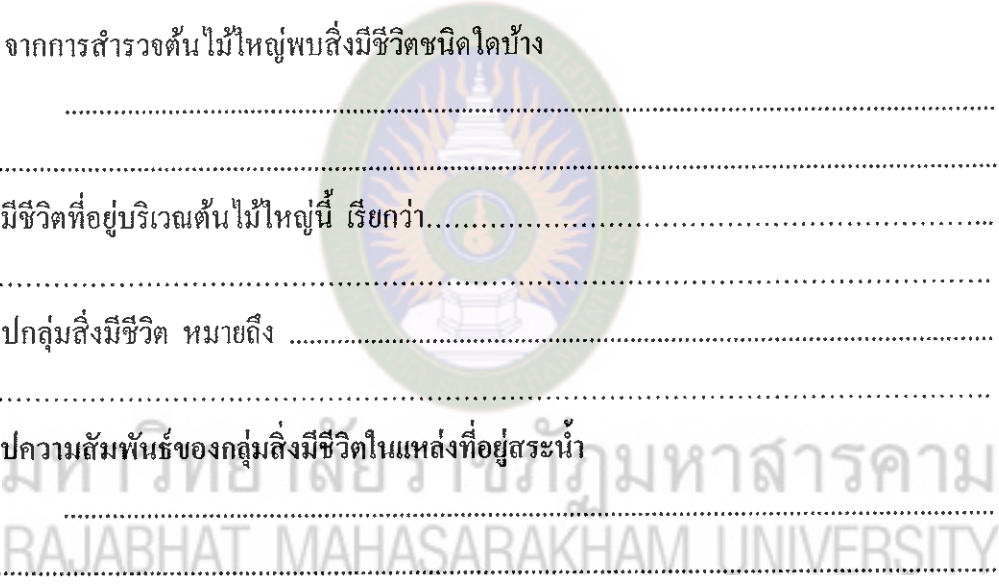 จากการสำรวจต้นไม้ใหญ่พบสิ่งมีชีวิตชนิดใดบ้าง
มีชีวิตที่อยู่บริเวณต้นไม้ใหญ่นี้ เรียกว่า
ปกลุ่มสิ่งมีชีวิต หมายถึง
ปความสัมพันธ์ของกลุ่มสิ่งมีชีวิตในแหล่งที่อยู่สระน้ำ
มหาวิทยาลัยราชภัฏมหาสารคาม
RAJABHAT MAHASARAKHAM UNIVERSITY